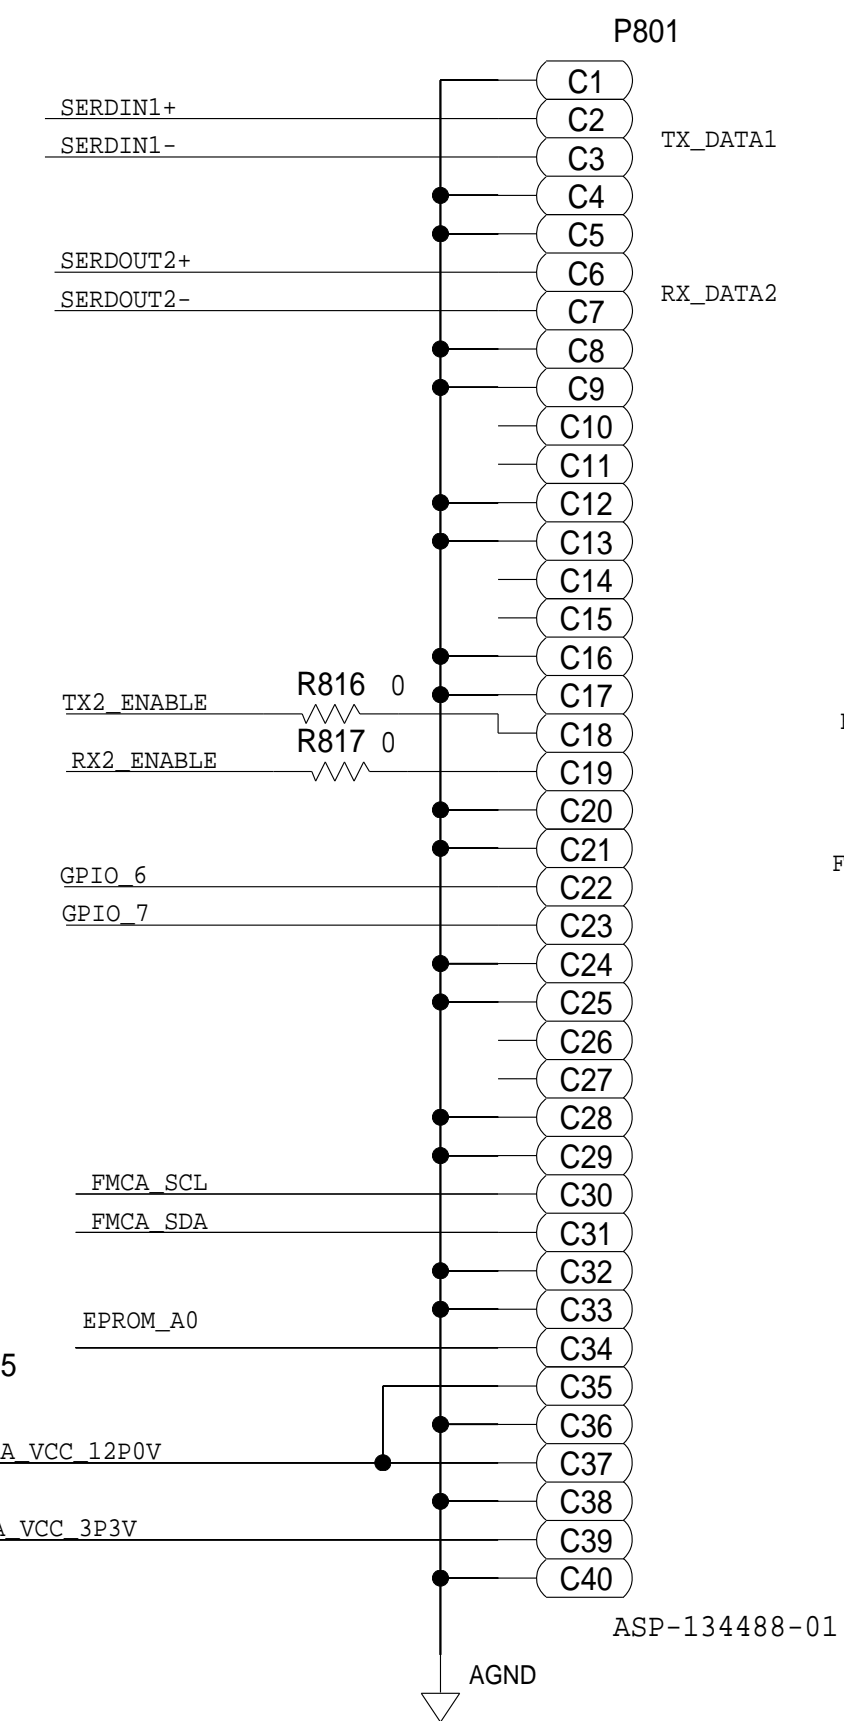 P801
C1
SERDIN1+
C2
TX_DATA1
SERDIN1-
C3
C4
C5
SERDOUT2+
C6
RX_DATA2
SERDOUT2-
C7
C8
C9
C10
C11
C12
C13
C14
C15
C16
R816 0
C17
TX2_ENABLE
C18
R817 0
RX2_ENABLE
C19
C20
C21
GPIO_6
C22
GPIO_7
C23
C24
C25
C26
C27
C28
C29
FMCA_SCL
C30
FMCA_SDA
C31
C32
C33
EPROM_A0
C34
5
C35
C36
A_VCC_12P0V
C37
C38
A_VCC_3P3V
C39
C40
ASP-134488-01
AGND